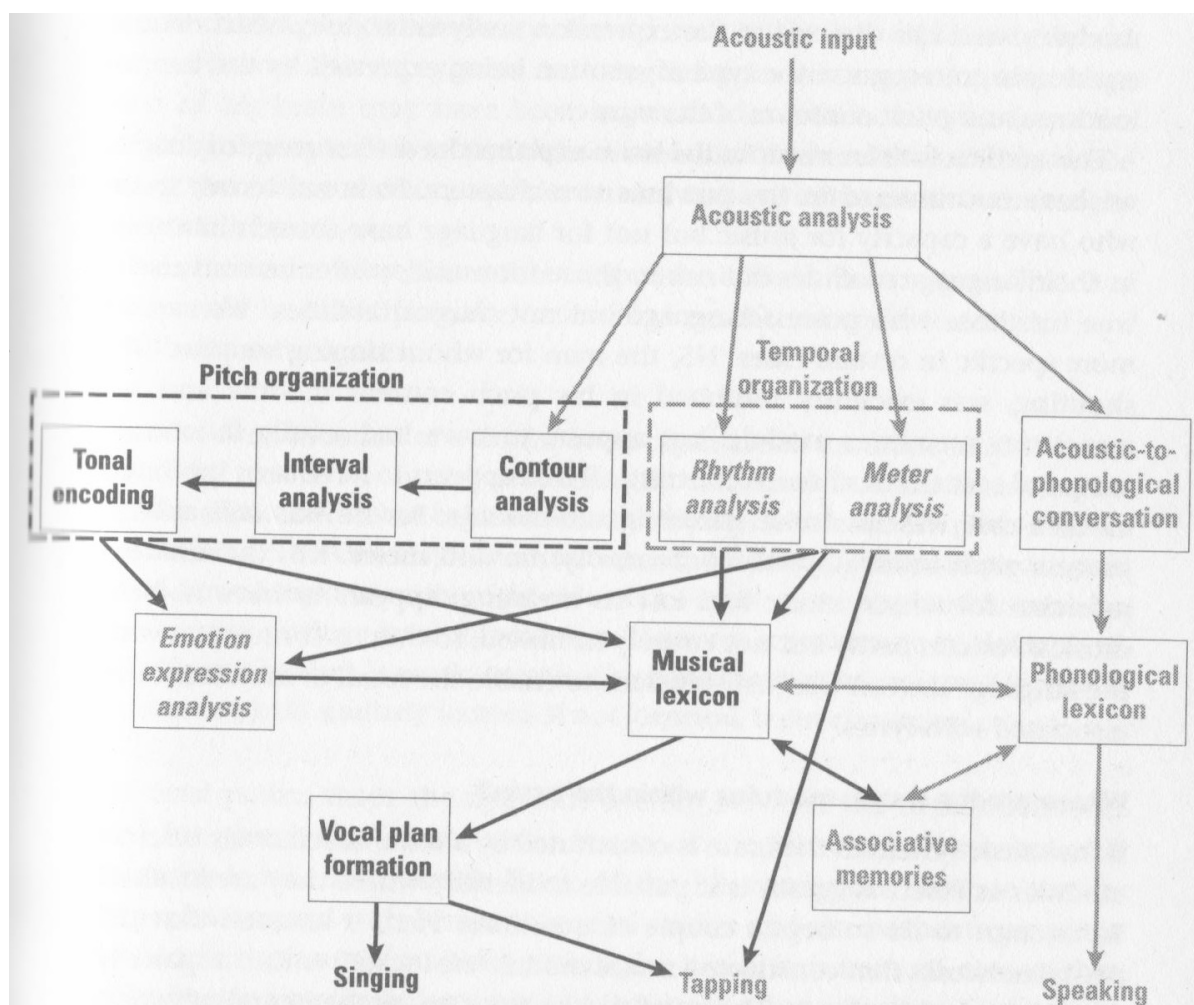 Acoustic input
Acoustic analysis
Temporal
organization
Pitch organization
Tonal
encoding
Interval
analysis
Contour
analysis
Rhythm
analysis
Meter
analysis
Acoustic-to-
phonological
conversation
Emotion
expression
analysis
Musical
lexicon
Phonological
lexicon
Vocal plan
formation
Associative
memories
Singing
Tapping
Speaking